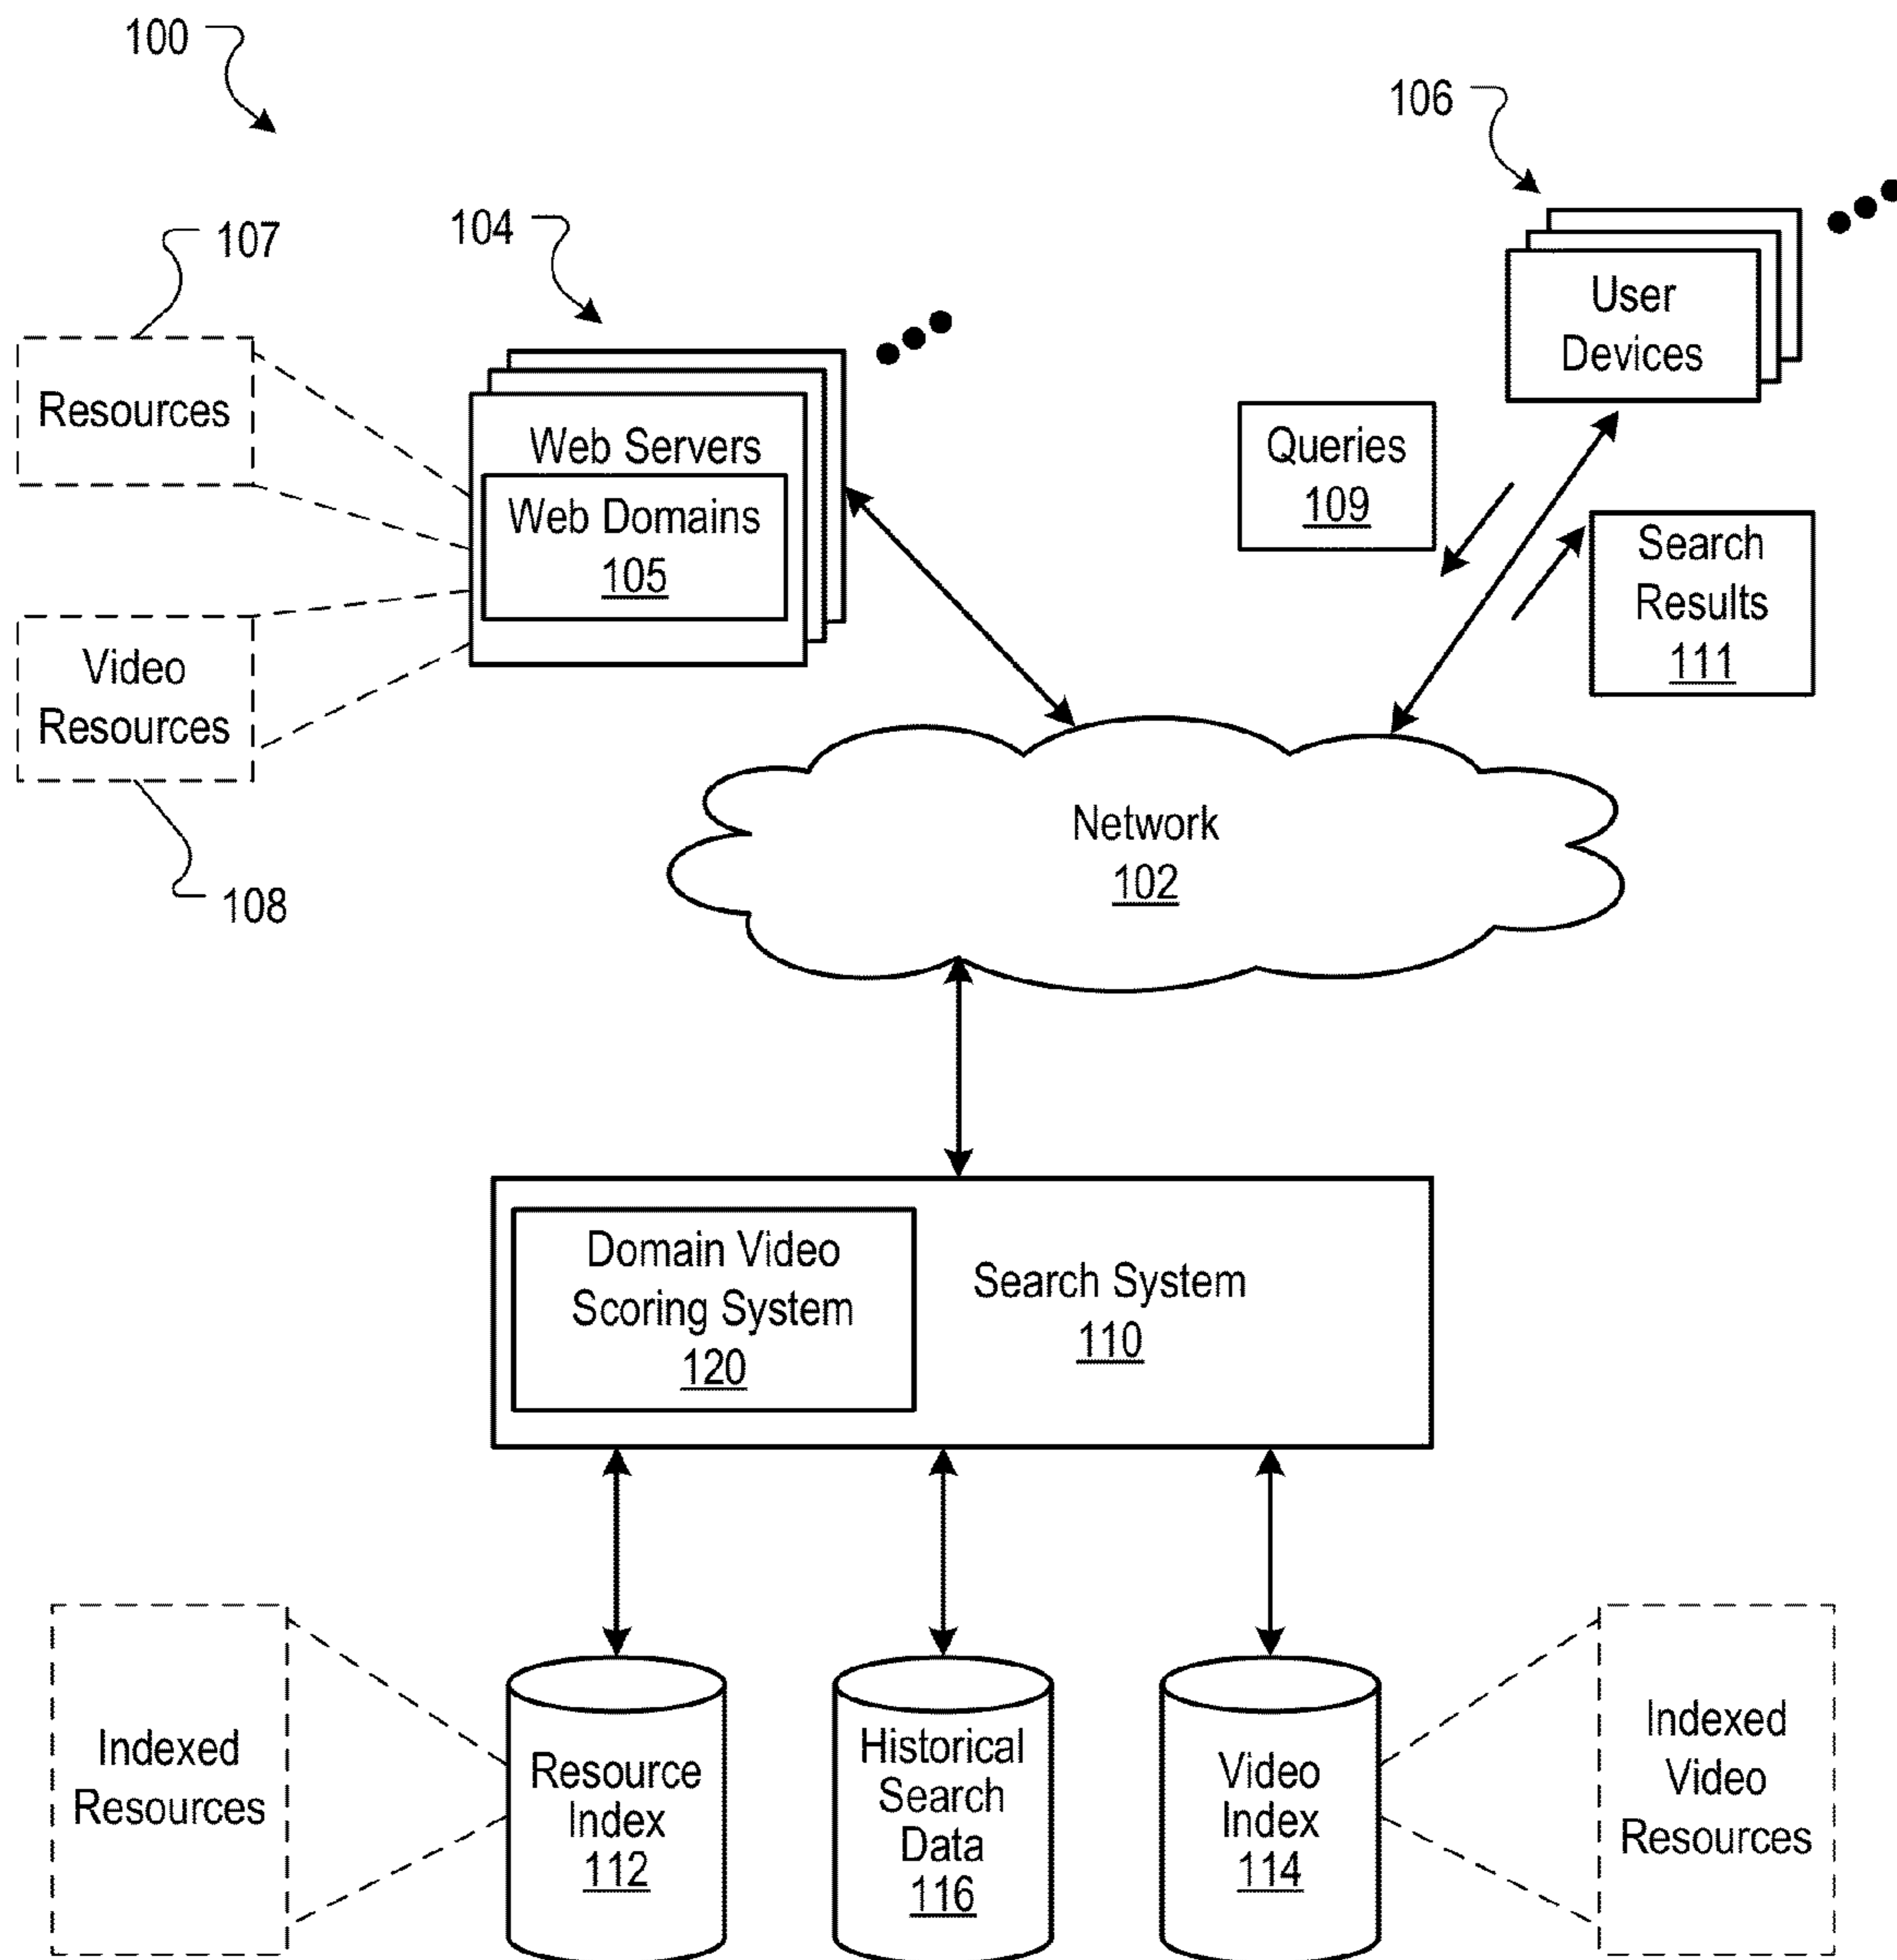 100
106
107
104
User
Devices
Resources
Web Servers
Web Domains
105
Queries
109
Search
Results
111
Video
Resources
108
Network
102
Domain Video
Scoring System
120
Search System
110
Indexed
Resources
Resource
Index
112
Historical
Search
Data
116
Video
Index
114
Indexed
Video
Resources